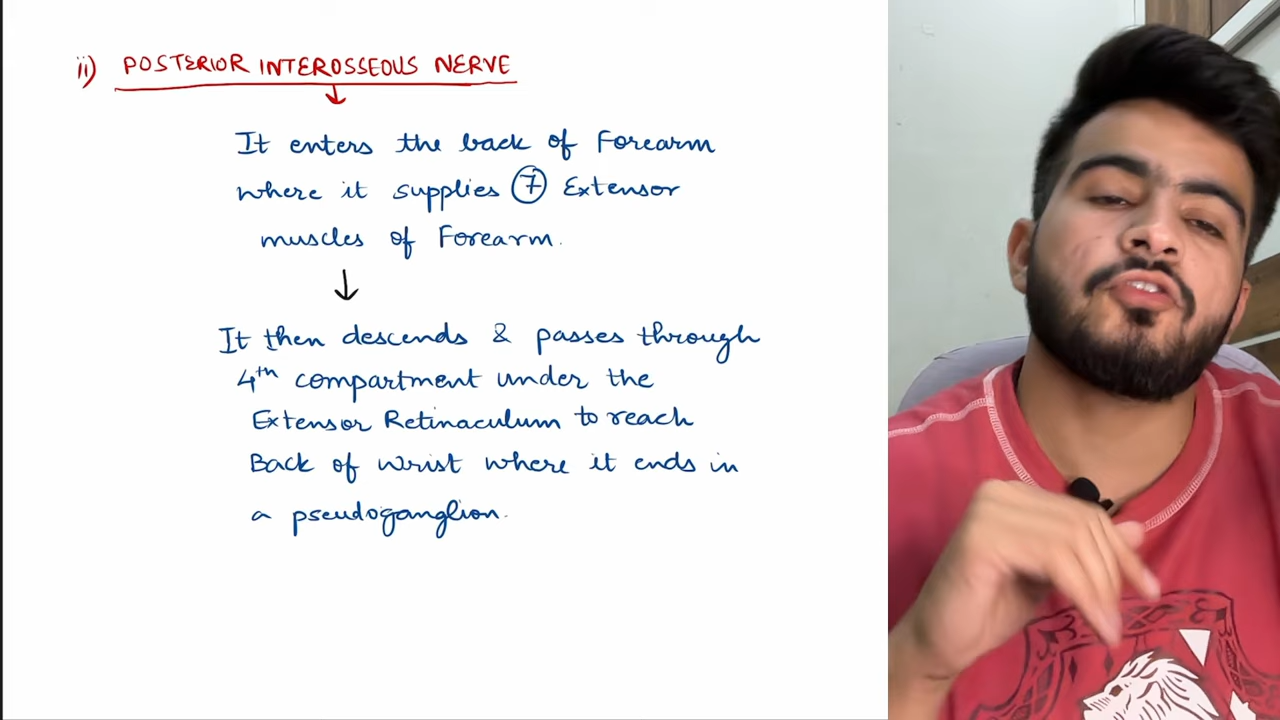 ii) POSTERIOR INTEROSSEOUS NERVE
It enters the back of Forearm
where it supplies 7 Extensor
muscles of Forearm.
It then descends & passes through
4th compartment under the
Extensor Retinaculum to reach
Back of wrist where it ends in
a pseudoganglion.